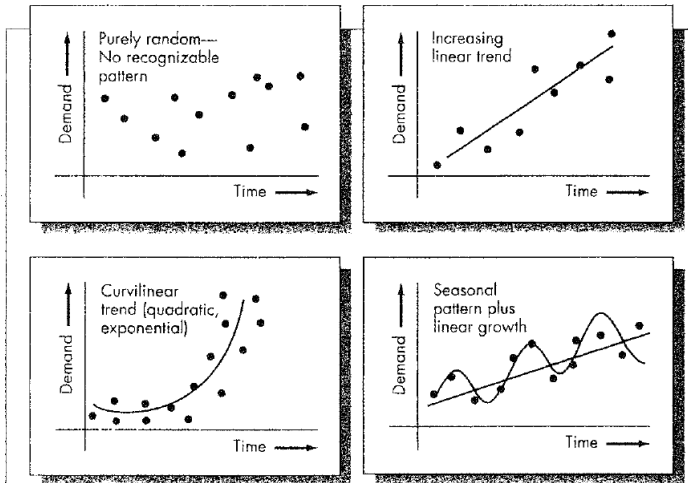 Purely random—
No recognizable
pattern
Demand
Time
Increasing
linear trend
Demand
Time
Curvilinear
trend (quadratic,
exponential)
Demand
Time
Seasonal
pattern plus
linear growth
Demand
Time